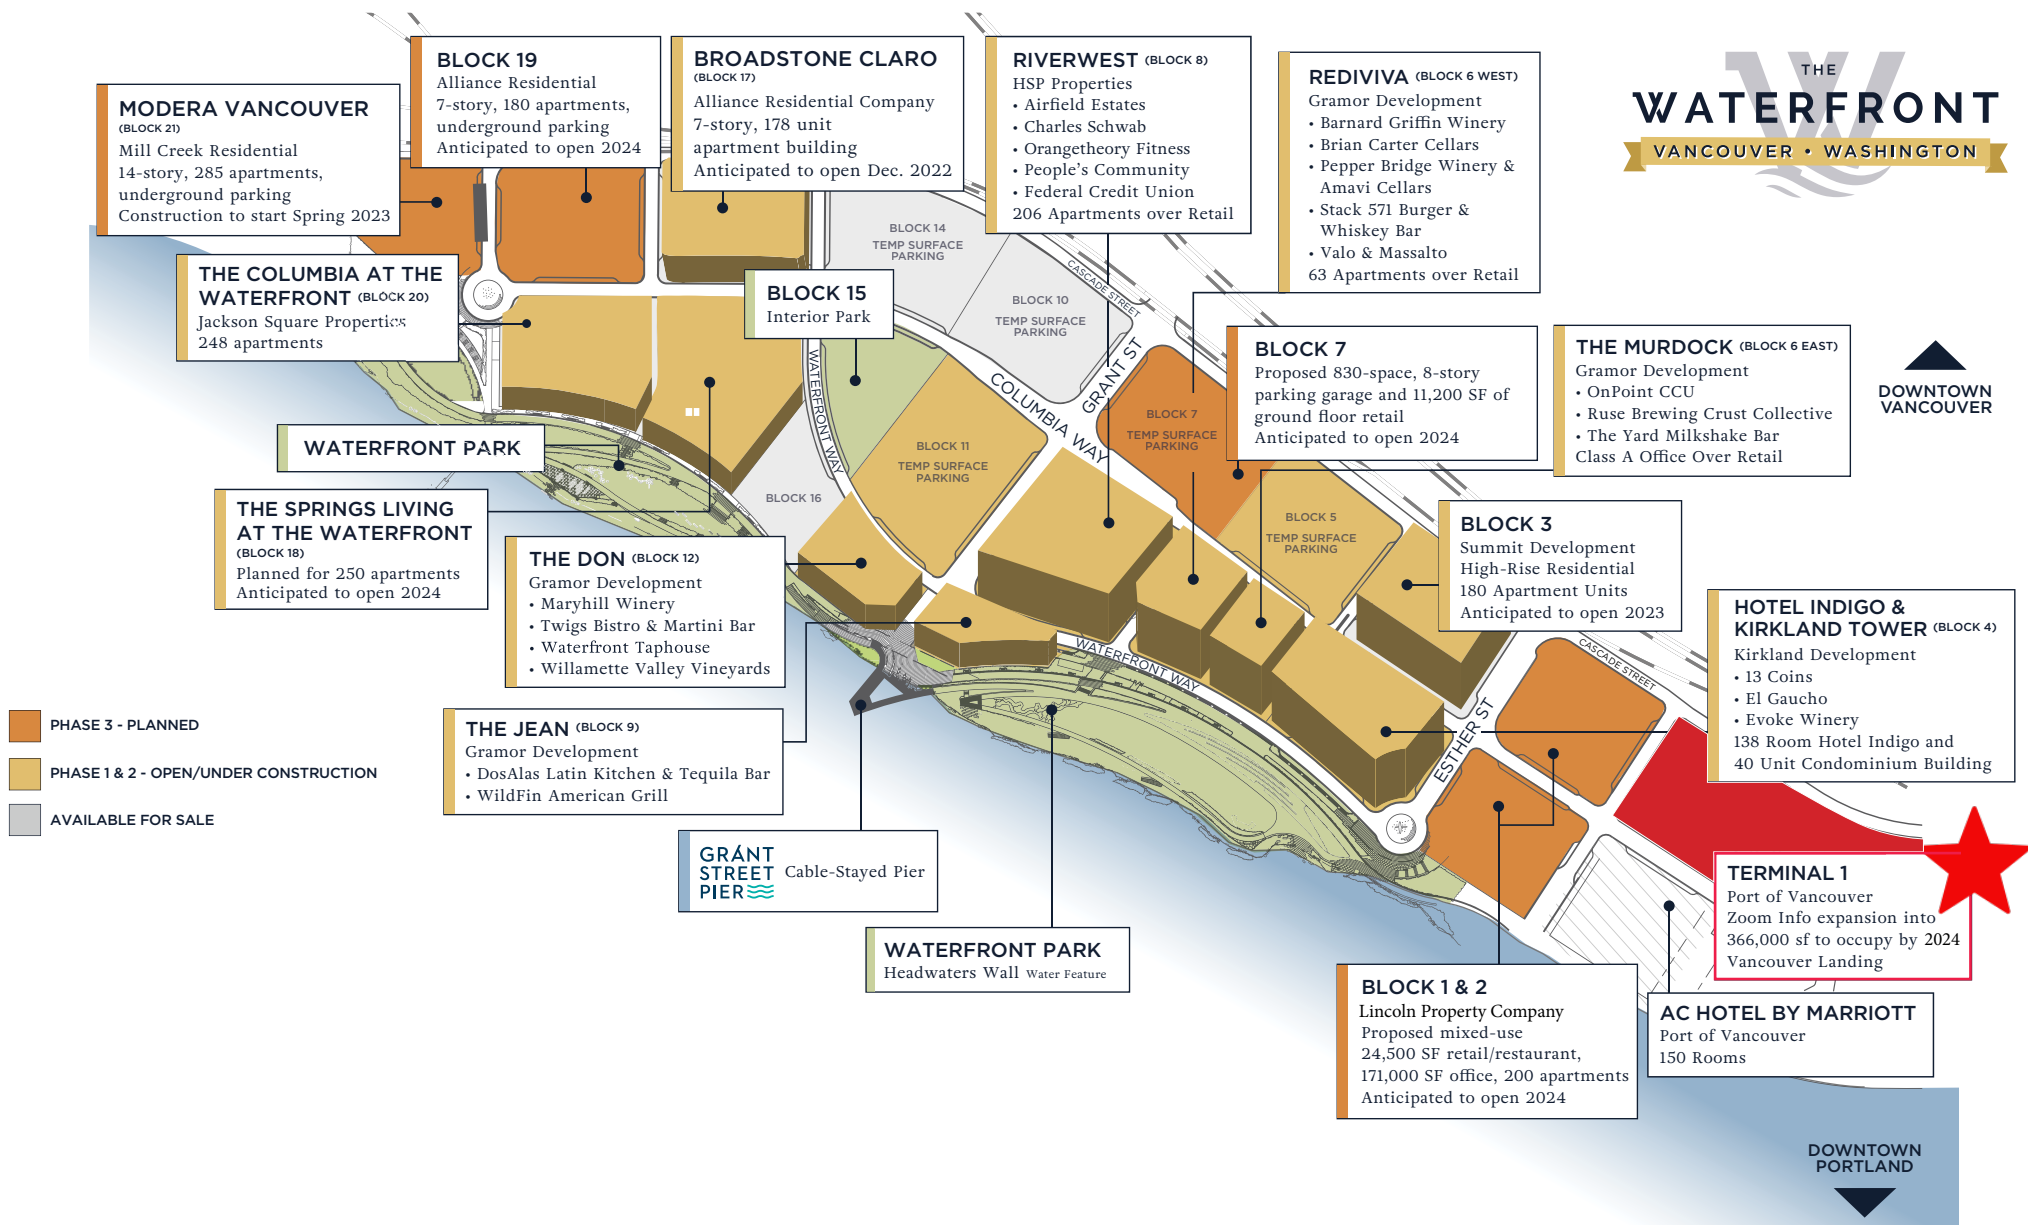 THE
WATERFRONT
VANCOUVER • WASHINGTON
MODERA VANCOUVER
(BLOCK 21)
Mill Creek Residential
14-story, 285 apartments,
underground parking
Construction to start Spring 2023
BLOCK 19
Alliance Residential
7-story, 180 apartments,
underground parking
Anticipated to open 2024
BROADSTONE CLARO
(BLOCK 17)
Alliance Residential Company
7-story, 178 unit
apartment building
Anticipated to open Dec. 2022
RIVERWEST (BLOCK 8)
HSP Properties
• Airfield Estates
• Charles Schwab
• Orangetheory Fitness
• People's Community
• Federal Credit Union
206 Apartments over Retail
REDIVIVA (BLOCK 6 WEST)
Gramor Development
• Barnard Griffin Winery
• Brian Carter Cellars
• Pepper Bridge Winery &
Amavi Cellars
• Stack 571 Burger &
Whiskey Bar
• Valo & Massalto
63 Apartments over Retail
THE COLUMBIA AT THE
WATERFRONT (BLOCK 20)
Jackson Square Properties
248 apartments
BLOCK 15
Interior Park
BLOCK 14
TEMP SURFACE
PARKING
BLOCK 10
TEMP SURFACE
PARKING
CASCADE STREET
GRANT ST
COLUMBIA WAY
WATERFRONT WAY
BLOCK 7
TEMP SURFACE
PARKING
BLOCK 7
Proposed 830-space, 8-story
parking garage and 11,200 SF of
ground floor retail
Anticipated to open 2024
THE MURDOCK (BLOCK 6 EAST)
Gramor Development
• OnPoint CCU
• Ruse Brewing Crust Collective
• The Yard Milkshake Bar
Class A Office Over Retail
DOWNTOWN
VANCOUVER
WATERFRONT PARK
BLOCK 11
TEMP SURFACE
PARKING
BLOCK 16
BLOCK 5
TEMP SURFACE
PARKING
THE SPRINGS LIVING
AT THE WATERFRONT
(BLOCK 18)
Planned for 250 apartments
Anticipated to open 2024
THE DON (BLOCK 12)
Gramor Development
• Maryhill Winery
• Twigs Bistro & Martini Bar
• Waterfront Taphouse
• Willamette Valley Vineyards
BLOCK 3
Summit Development
High-Rise Residential
180 Apartment Units
Anticipated to open 2023
HOTEL INDIGO &
KIRKLAND TOWER (BLOCK 4)
Kirkland Development
• 13 Coins
• El Gaucho
• Evoke Winery
138 Room Hotel Indigo and
40 Unit Condominium Building
WATERFRONT WAY
CASCADE STREET
ESTHER ST
PHASE 3 - PLANNED
PHASE 1 & 2 - OPEN/UNDER CONSTRUCTION
AVAILABLE FOR SALE
THE JEAN (BLOCK 9)
Gramor Development
• DosAlas Latin Kitchen & Tequila Bar
• WildFin American Grill
GRÁNT
STREET
PIER
Cable-Stayed Pier
WATERFRONT PARK
Headwaters Wall Water Feature
TERMINAL 1
Port of Vancouver
Zoom Info expansion into
366,000 sf to occupy by 2024
Vancouver Landing
BLOCK 1 & 2
Lincoln Property Company
Proposed mixed-use
24,500 SF retail/restaurant,
171,000 SF office, 200 apartments
Anticipated to open 2024
AC HOTEL BY MARRIOTT
Port of Vancouver
150 Rooms
DOWNTOWN
PORTLAND